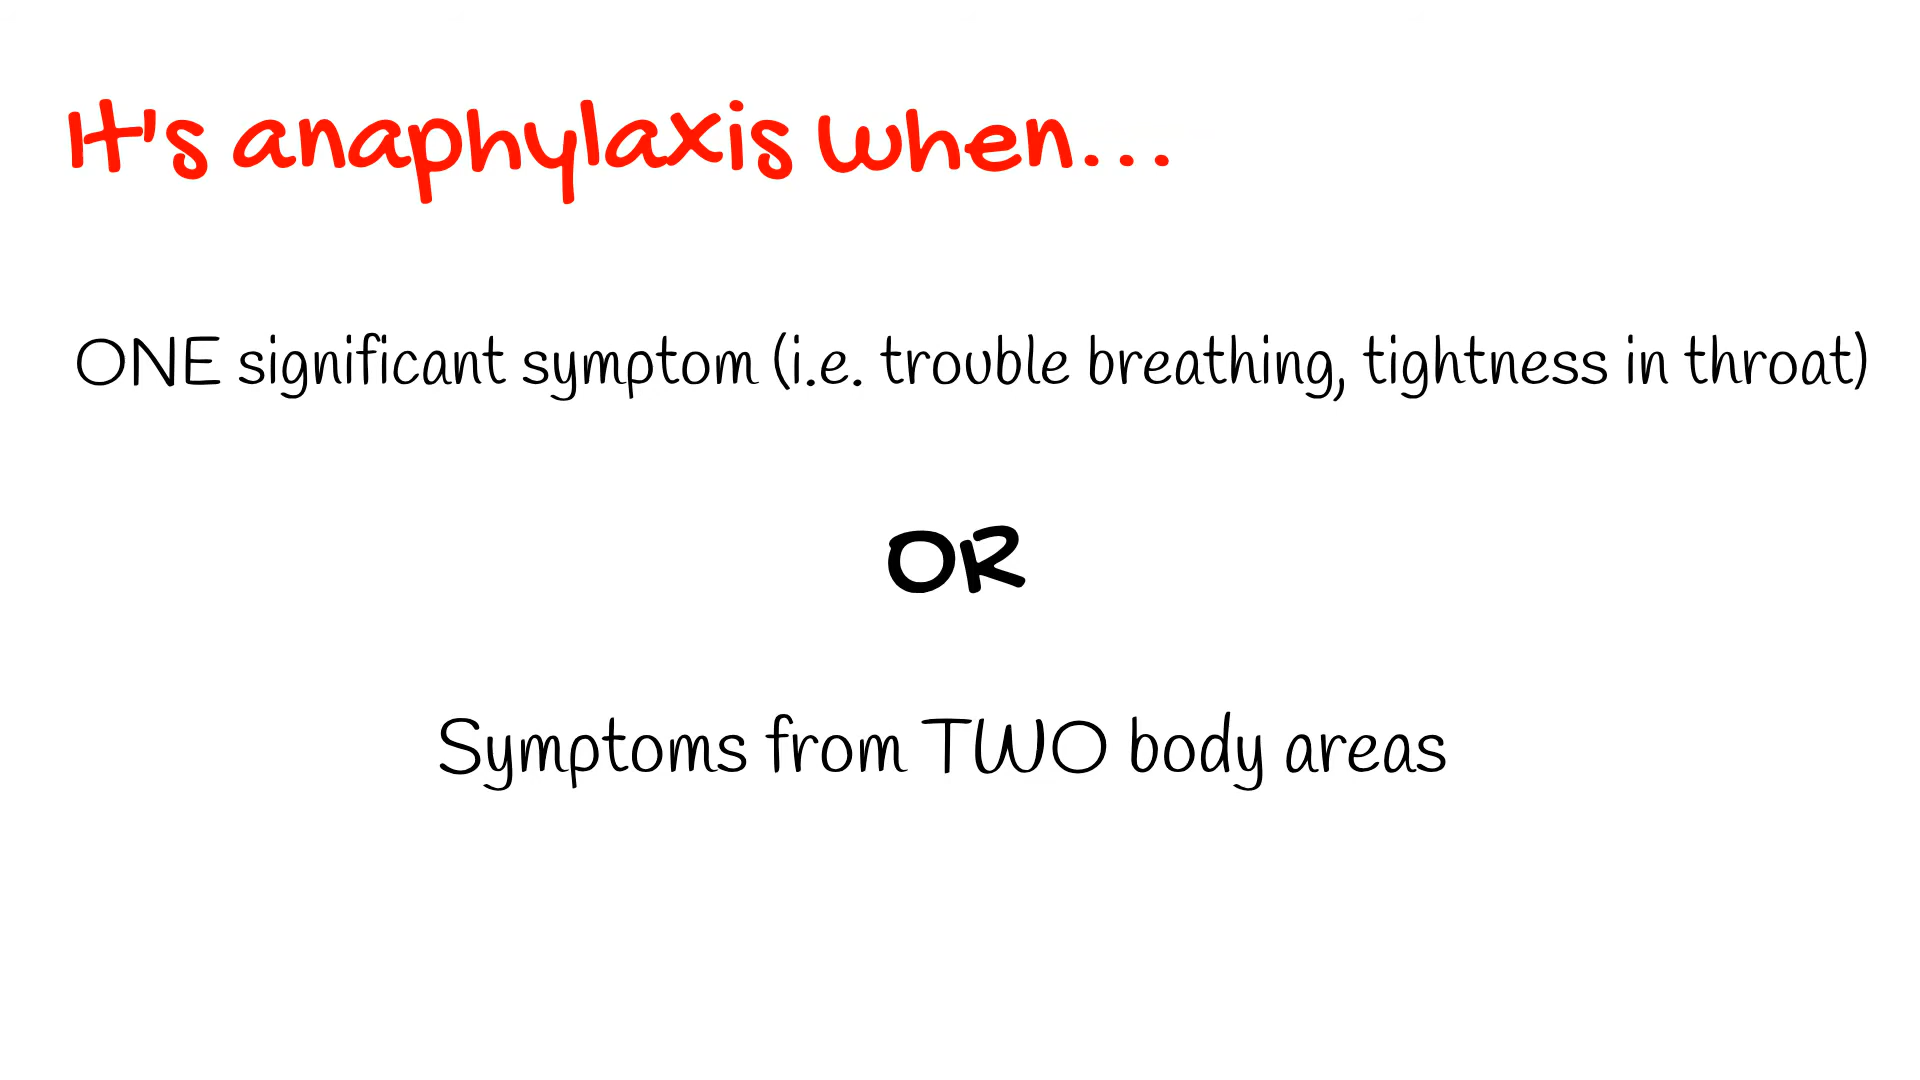 It's anaphylaxis when...
ONE significant symptom (i.e. trouble breathing, tightness in throat)
OR
Symptoms from TWO body areas